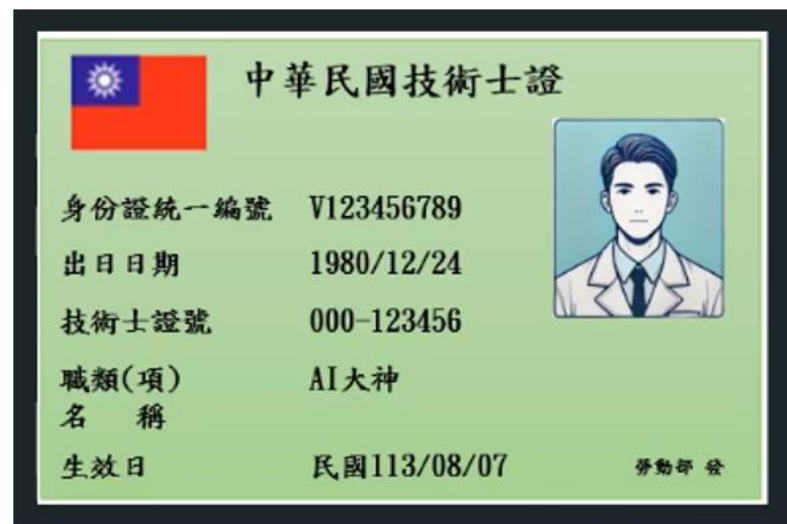 中華民國技術士證
身份證統一編號 V123456789
出日日期 1980/12/24
技術士證號 000-123456
職類(項) AI大神
名 稱
生效日 民國113/08/07
勞動部 發